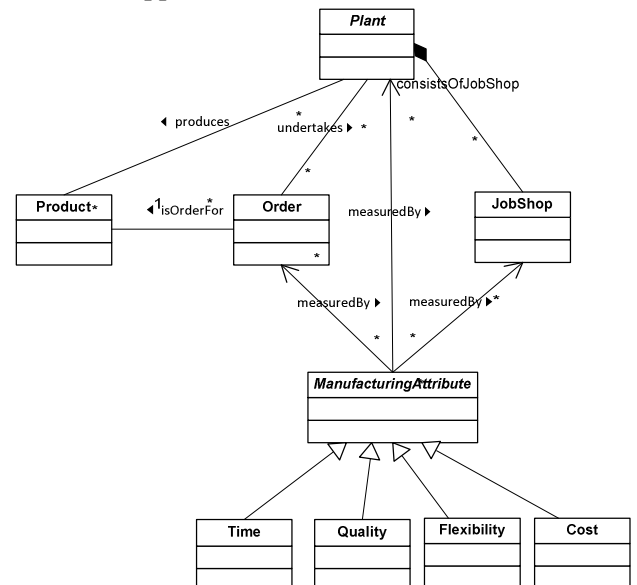 Plant
consistsOfJobShop
◀ produces
*
undertakes ▶ *
*
*
*
Product*
◀1isOrderFor
*
Order
*
JobShop
measuredBy ▶
measuredBy ▶
measuredBy ▶*
*
*
ManufacturingAttribute
Time
Quality
Flexibility
Cost